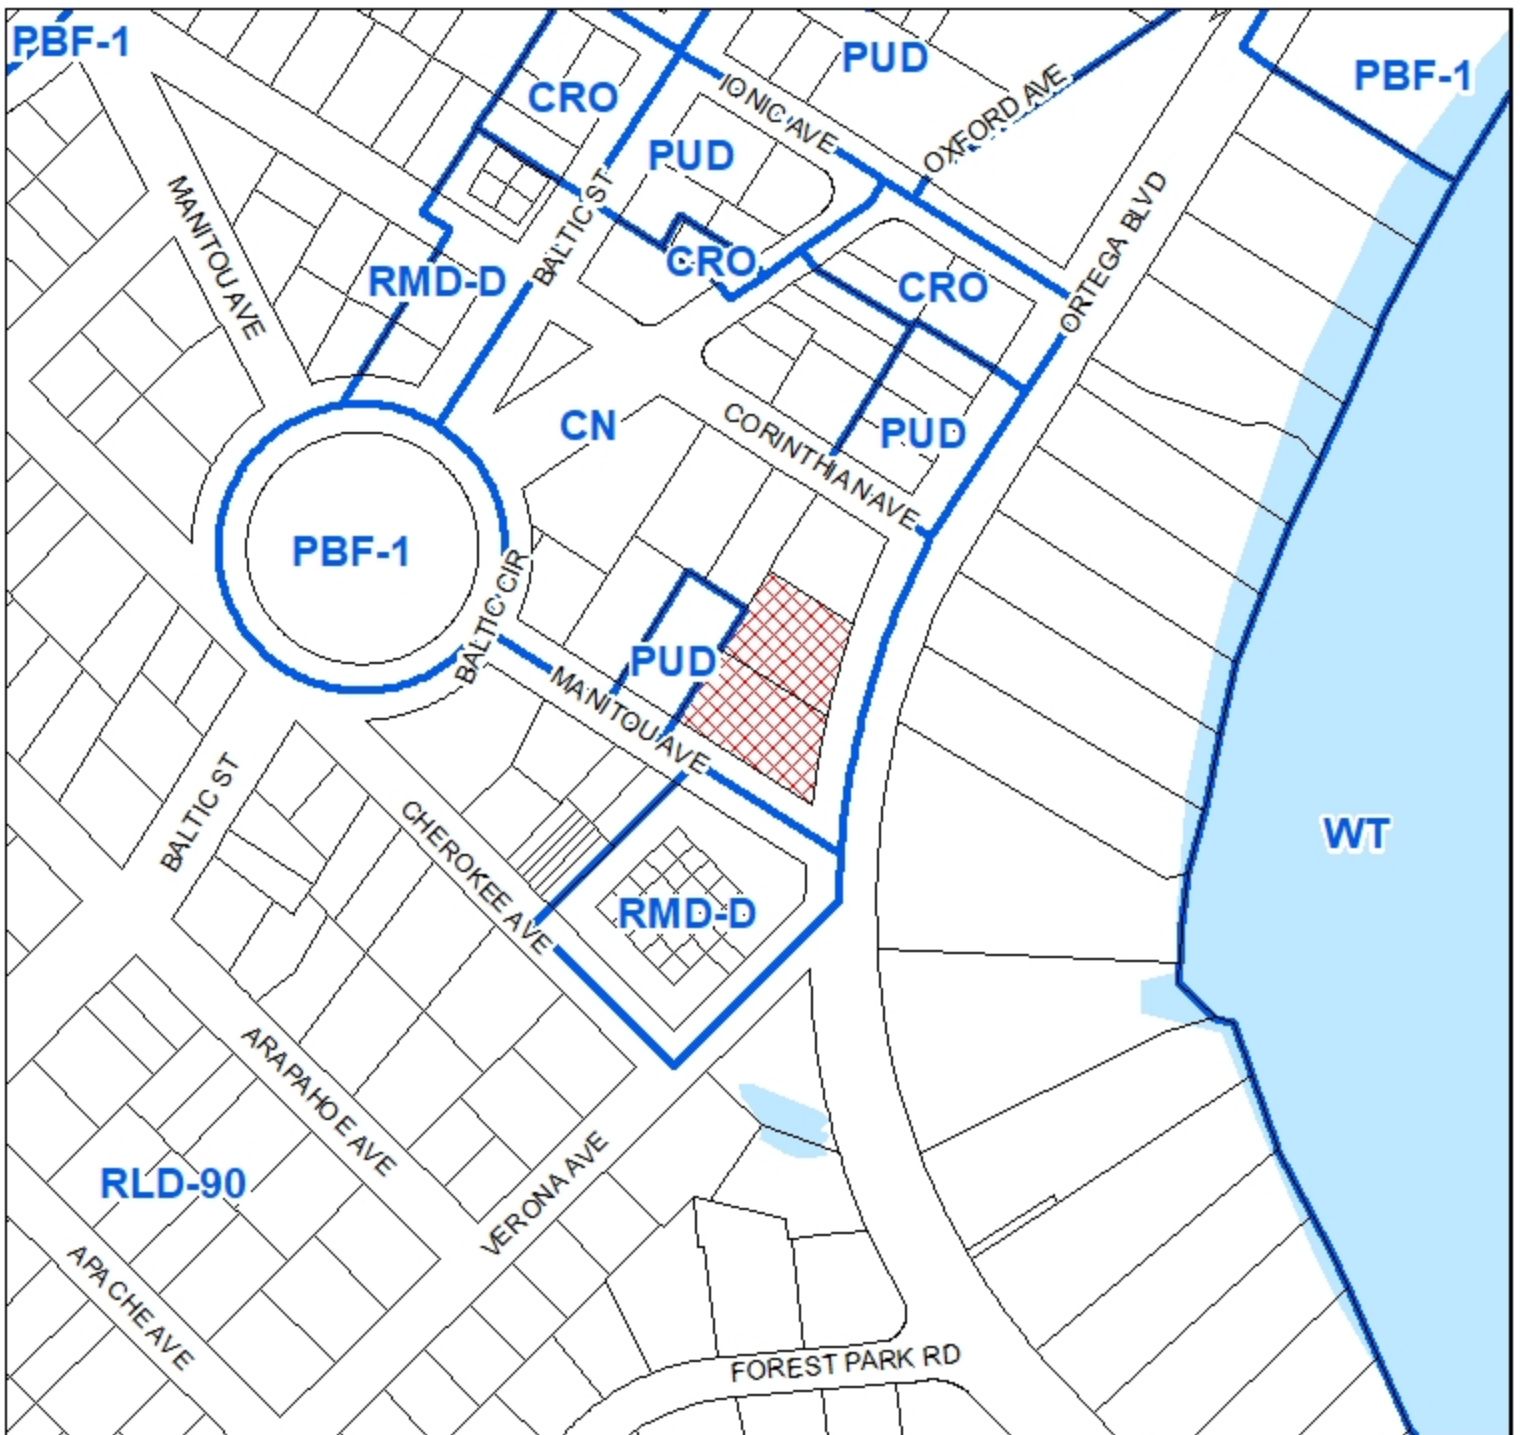 PBF-1
PUD
PBF-1
CRO
IONIC AVE
OXFORD AVE
PUD
MANITOU AVE
BALTIC ST
ORTEGA BLVD
RMD-D
CRO
CRO
CN
CORINTHIAN AVE
PUD
PBF-1
BALTIC CIR
PUD
MANITOU AVE
BALTIC ST
CHEROKEE AVE
WT
RMD-D
ARAPAHOE AVE
RLD-90
VERONA AVE
APACHE AVE
FOREST PARK RD